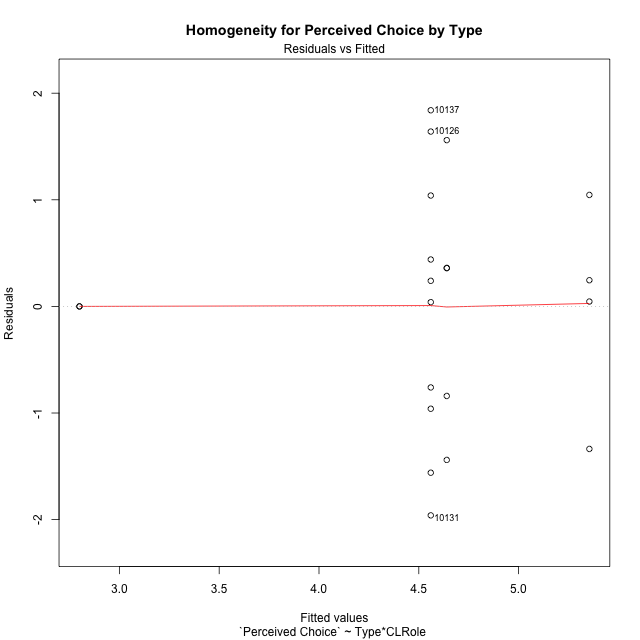 Homogeneity for Perceived Choice by Type
Residuals vs Fitted
2
10137
10126
1
0
Residuals
-1
-2
10131
3.0 3.5 4.0 4.5 5.0
Fitted values
`Perceived Choice` ~ Type*CLRole